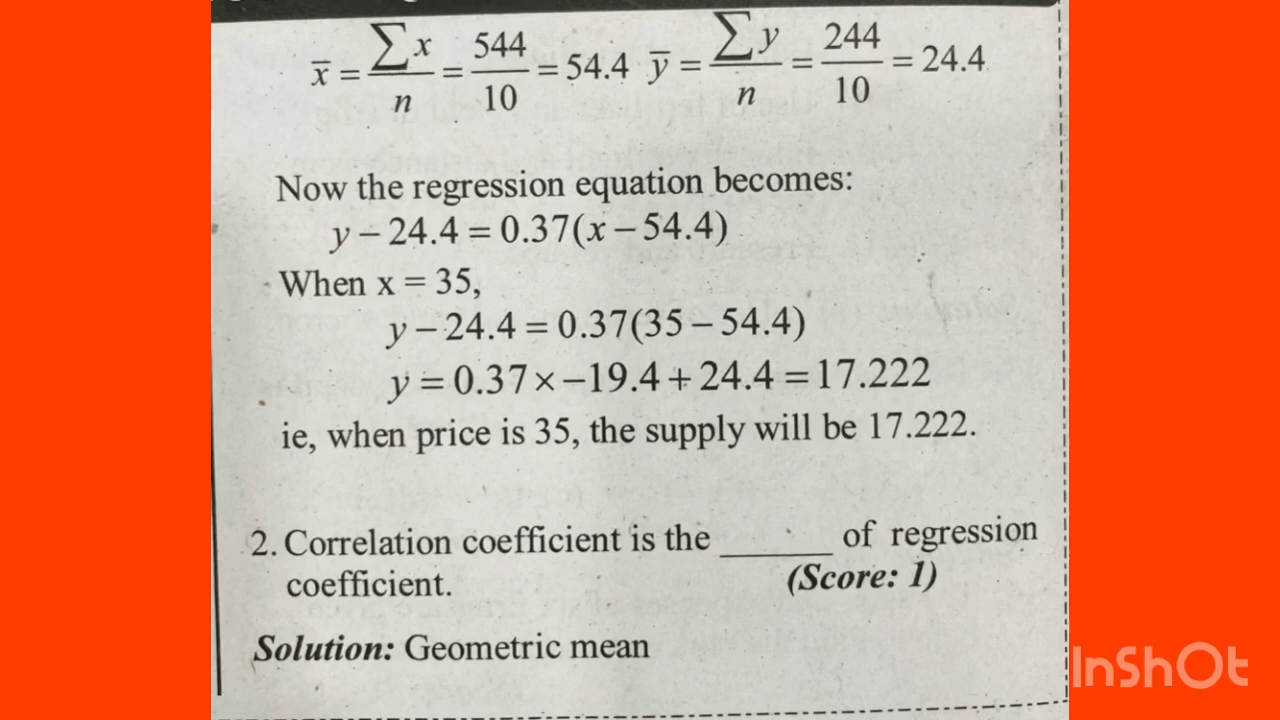 x̄ = ∑x/n = 544/10 = 54.4 ȳ = ∑y/n = 244/10 = 24.4
Now the regression equation becomes:
y – 24.4 = 0.37(x – 54.4)
When x = 35,
y – 24.4 = 0.37(35 – 54.4)
y = 0.37 × –19.4 + 24.4 = 17.222
ie, when price is 35, the supply will be 17.222.
2. Correlation coefficient is the ______ of regression
coefficient. (Score: 1)
Solution: Geometric mean
InShOt